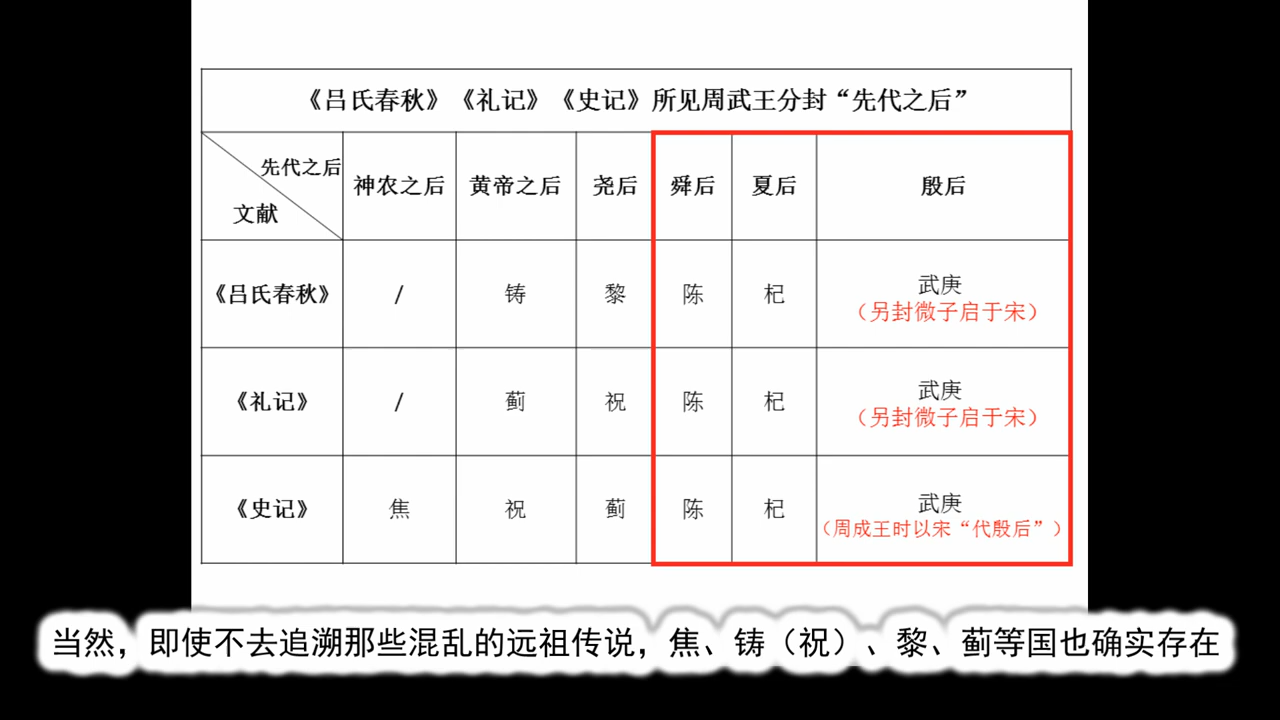 《吕氏春秋》《礼记》《史记》所见周武王分封“先代之后”
先代之后
文献
神农之后 黄帝之后 尧后 舜后 夏后 殷后
《吕氏春秋》 / 铸 黎 陈 杞 武庚
（另封微子启于宋）
《礼记》 / 蓟 祝 陈 杞 武庚
（另封微子启于宋）
《史记》 焦 祝 蓟 陈 杞 武庚
（周成王时以宋“代殷后”）
当然，即使不去追溯那些混乱的远祖传说，焦、铸（祝）、黎、蓟等国也确实存在